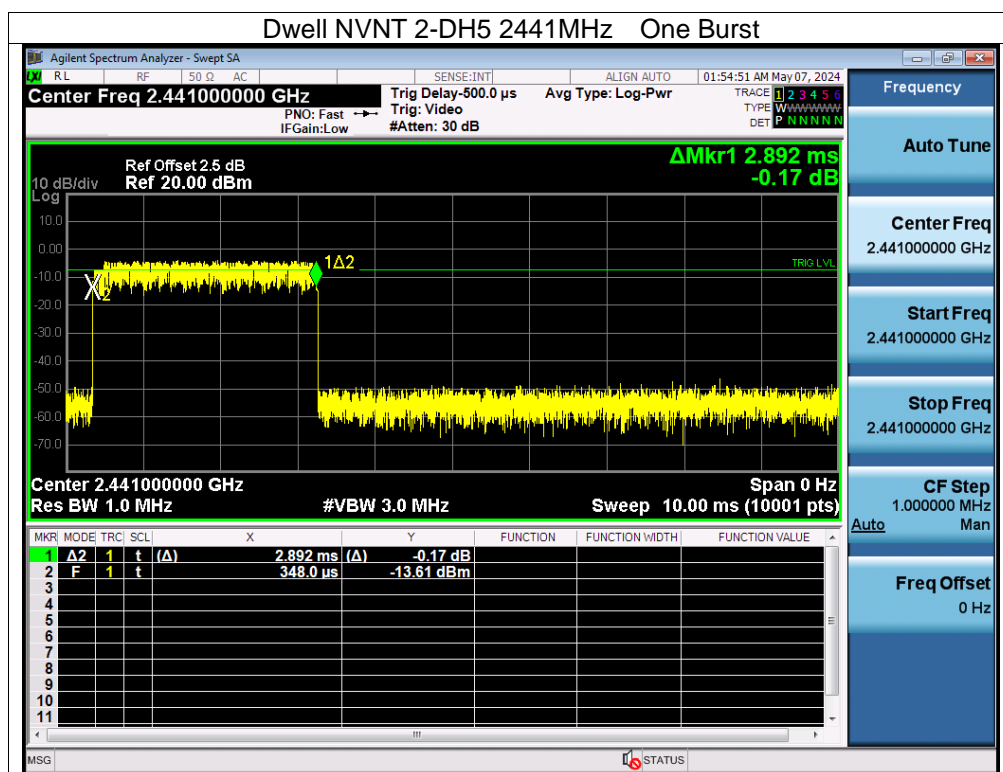 Dwell NVNT 2-DH5 2441MHz One Burst
Agilent Spectrum Analyzer - Swept SA
LXI RL RF 50 Ω AC SENSE:INT ALIGN AUTO 01:54:51 AM May 07, 2024
Center Freq 2.441000000 GHz Trig Delay-500.0 µs Avg Type: Log-Pwr TRACE 1 2 3 4 5 6
PNO: Fast Trig: Video TYPE WWWWWW
IFGain:Low #Atten: 30 dB DET P N N N N N
Frequency
Auto Tune
Center Freq
2.441000000 GHz
Start Freq
2.441000000 GHz
Stop Freq
2.441000000 GHz
CF Step
1.000000 MHz
Auto Man
Freq Offset
0 Hz
ΔMkr1 2.892 ms
-0.17 dB
Ref Offset 2.5 dB
10 dB/div Ref 20.00 dBm
Log
10.0
0.00
-10.0
-20.0
-30.0
-40.0
-50.0
-60.0
-70.0
1Δ2
TRIG LVL
X2
Center 2.441000000 GHz Span 0 Hz
Res BW 1.0 MHz #VBW 3.0 MHz Sweep 10.00 ms (10001 pts)
MKR MODE TRC SCL X Y FUNCTION FUNCTION WIDTH FUNCTION VALUE
1 Δ2 1 t (Δ) 2.892 ms (Δ) -0.17 dB
2 F 1 t 348.0 µs -13.61 dBm
3
4
5
6
7
8
9
10
11
MSG STATUS